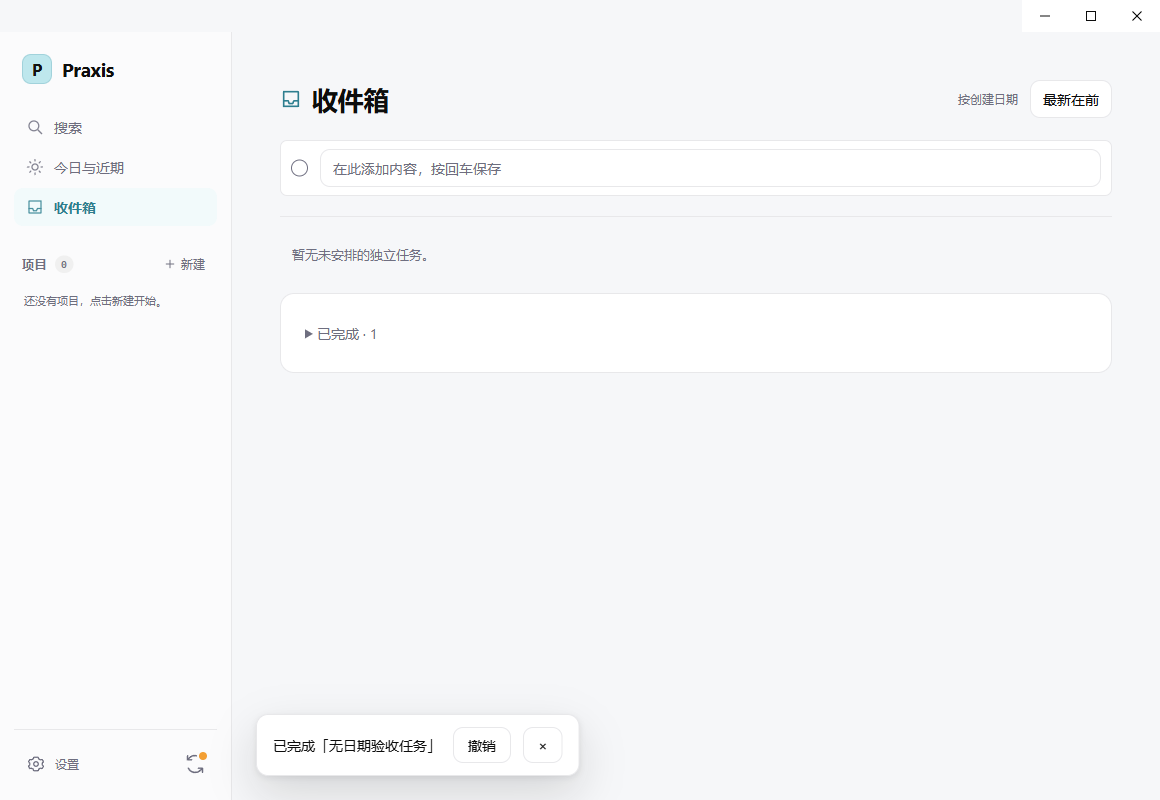 P Praxis
搜索
今日与近期
收件箱
项目 0 + 新建
还没有项目，点击新建开始。
设置
收件箱
按创建日期 最新在前
在此添加内容，按回车保存
暂无未安排的独立任务。
▶ 已完成 · 1
已完成「无日期验收任务」 撤销 ×